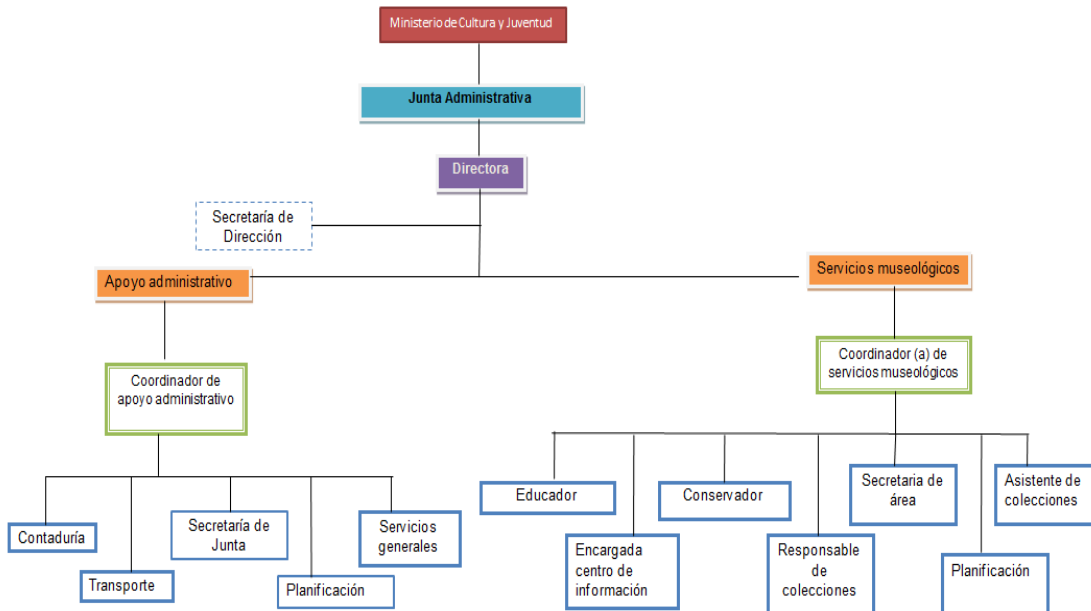 Ministerio de Cultura y Juventud
Junta Administrativa
Directora
Secretaría de
Dirección
Apoyo administrativo
Servicios museológicos
Coordinador de
apoyo administrativo
Coordinador (a) de
servicios museológicos
Contaduría
Transporte
Secretaría de
Junta
Planificación
Servicios
generales
Educador
Encargada
centro de
información
Conservador
Responsable
de
colecciones
Secretaria de
área
Planificación
Asistente de
colecciones